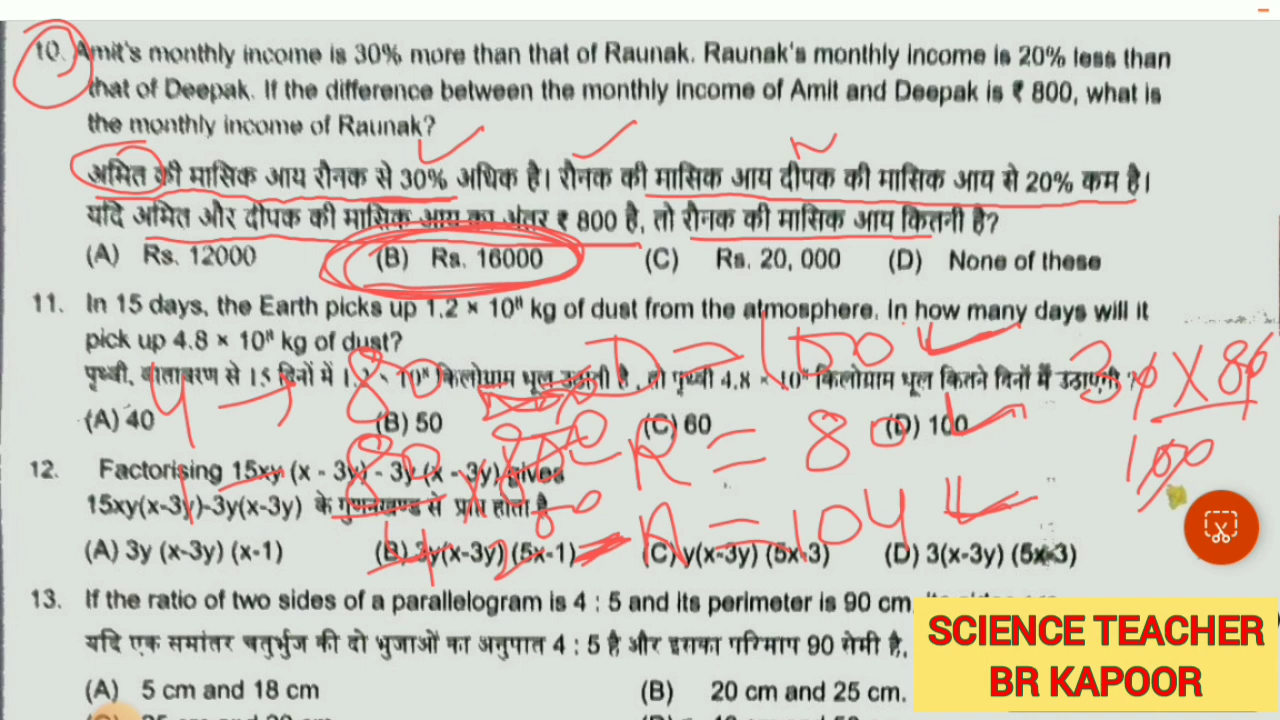 10. Amit's monthly income is 30% more than that of Raunak. Raunak's monthly income is 20% less than
that of Deepak. If the difference between the monthly income of Amit and Deepak is ₹ 800, what is
the monthly income of Raunak?
अमित की मासिक आय रौनक से 30% अधिक है। रौनक की मासिक आय दीपक की मासिक आय से 20% कम है।
यदि अमित और दीपक की मासिक आय का अंतर ₹ 800 है, तो रौनक की मासिक आय कितनी है?
(A) Rs. 12000 (B) Rs. 16000 (C) Rs. 20, 000 (D) None of these
11. In 15 days, the Earth picks up 1.2 × 10⁸ kg of dust from the atmosphere. In how many days will it
pick up 4.8 × 10⁸ kg of dust?
पृथ्वी, वातावरण से 15 दिनों में 10⁸ किलोग्राम धूल उठाती है, तो पृथ्वी 4.8 × 10⁸ किलोग्राम धूल कितने दिनों में उठाएगी ?
(A) 40 (B) 50 (C) 60 (D) 100
12. Factorising 15xy (x - 3y) - 3y (x - 3y) gives
15xy(x-3y)-3y(x-3y) के गुणनखण्ड से प्राप्त होता है
(A) 3y (x-3y) (x-1) (B) 3y(x-3y) (5x-1) (C) y(x-3y) (5x-3) (D) 3(x-3y) (5x-3)
13. If the ratio of two sides of a parallelogram is 4 : 5 and its perimeter is 90 cm,
यदि एक समांतर चतुर्भुज की दो भुजाओं का अनुपात 4 : 5 है और इसका परिमाप 90 सेमी है,
(A) 5 cm and 18 cm (B) 20 cm and 25 cm.
D = 100
R = 80
A = 104
4 → 80
30 × 80
100
SCIENCE TEACHER
BR KAPOOR